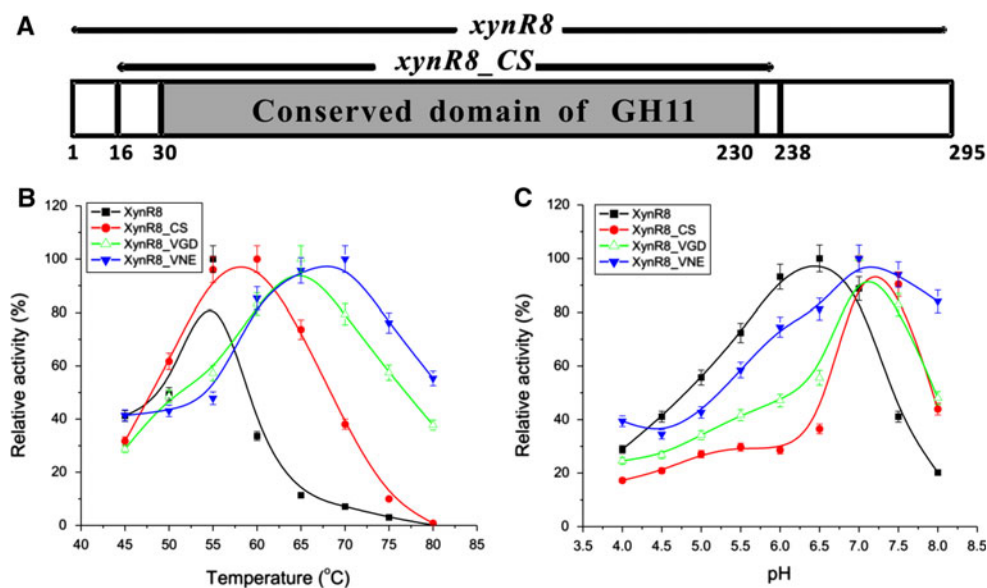 A
xynR8
xynR8_CS
Conserved domain of GH11
1 16 30 230 238 295
B
120
100
80
60
40
20
0
Relative activity (%)
XynR8
XynR8_CS
XynR8_VGD
XynR8_VNE
40 45 50 55 60 65 70 75 80 85
Temperature (°C)
C
120
100
80
60
40
20
0
Relative activity (%)
XynR8
XynR8_CS
XynR8_VGD
XynR8_VNE
3.5 4.0 4.5 5.0 5.5 6.0 6.5 7.0 7.5 8.0 8.5
pH